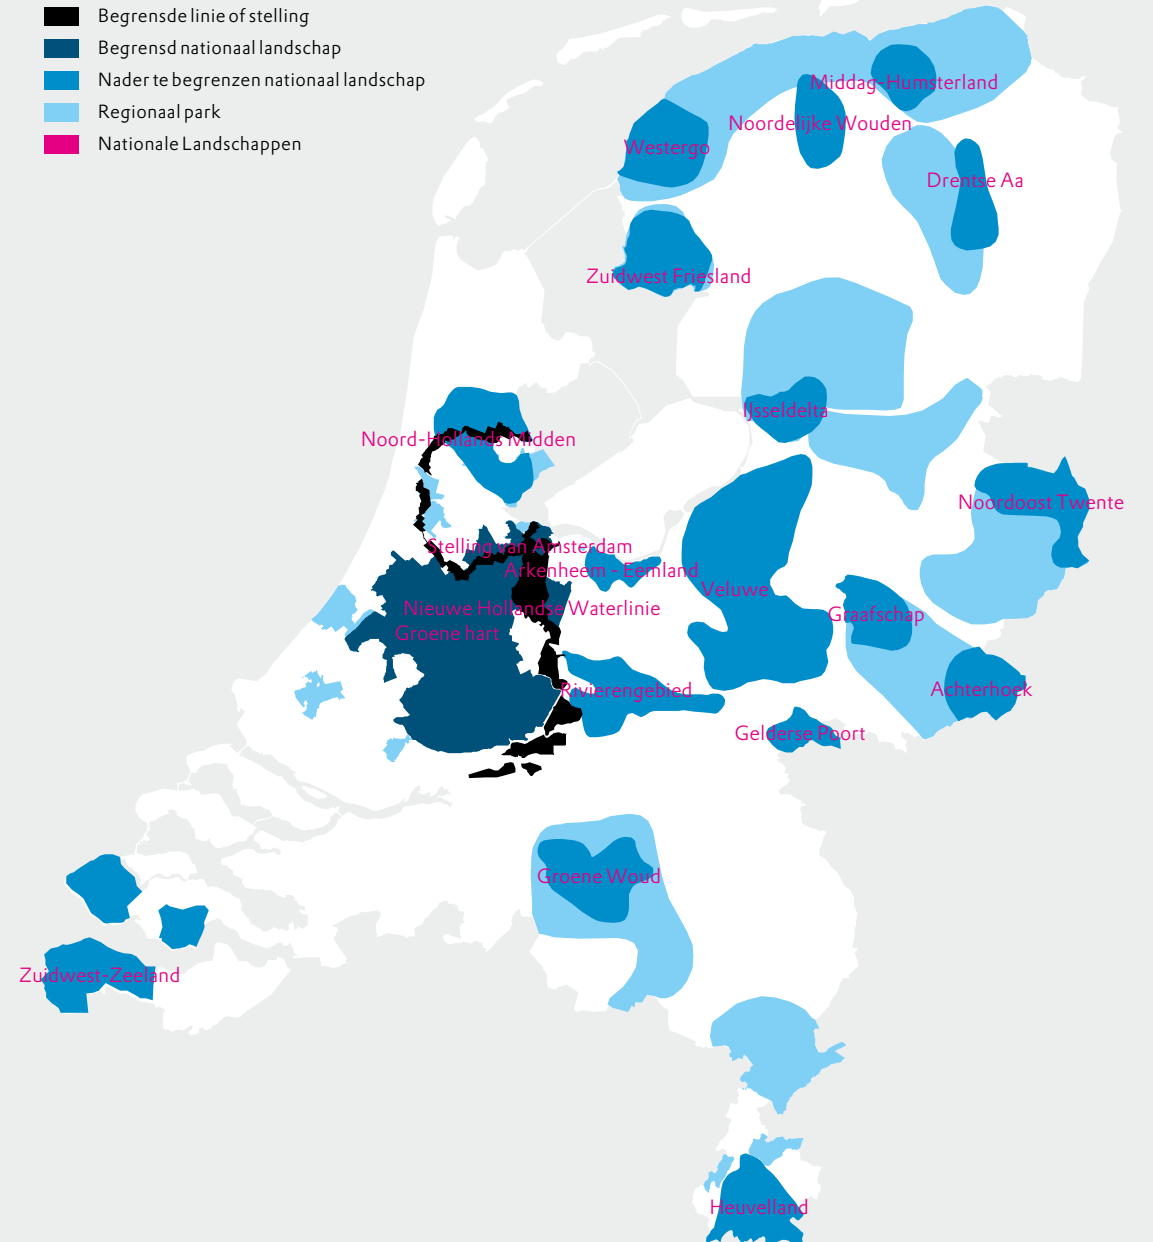 Begrensde linie of stelling
Begrensd nationaal landschap
Nader te begrenzen nationaal landschap
Regionaal park
Nationale Landschappen
Middag-Humsterland
Noordelijke Wouden
Westergo
Drentse Aa
Zuidwest Friesland
IJsseldelta
Noord-Hollands Midden
Noordoost Twente
Stelling van Amsterdam
Arkenheem - Eemland
Veluwe
Nieuwe Hollandse Waterlinie
Graafschap
Groene hart
Rivierengebied
Achterhoek
Gelderse Poort
Groene Woud
Zuidwest-Zeeland
Heuvelland